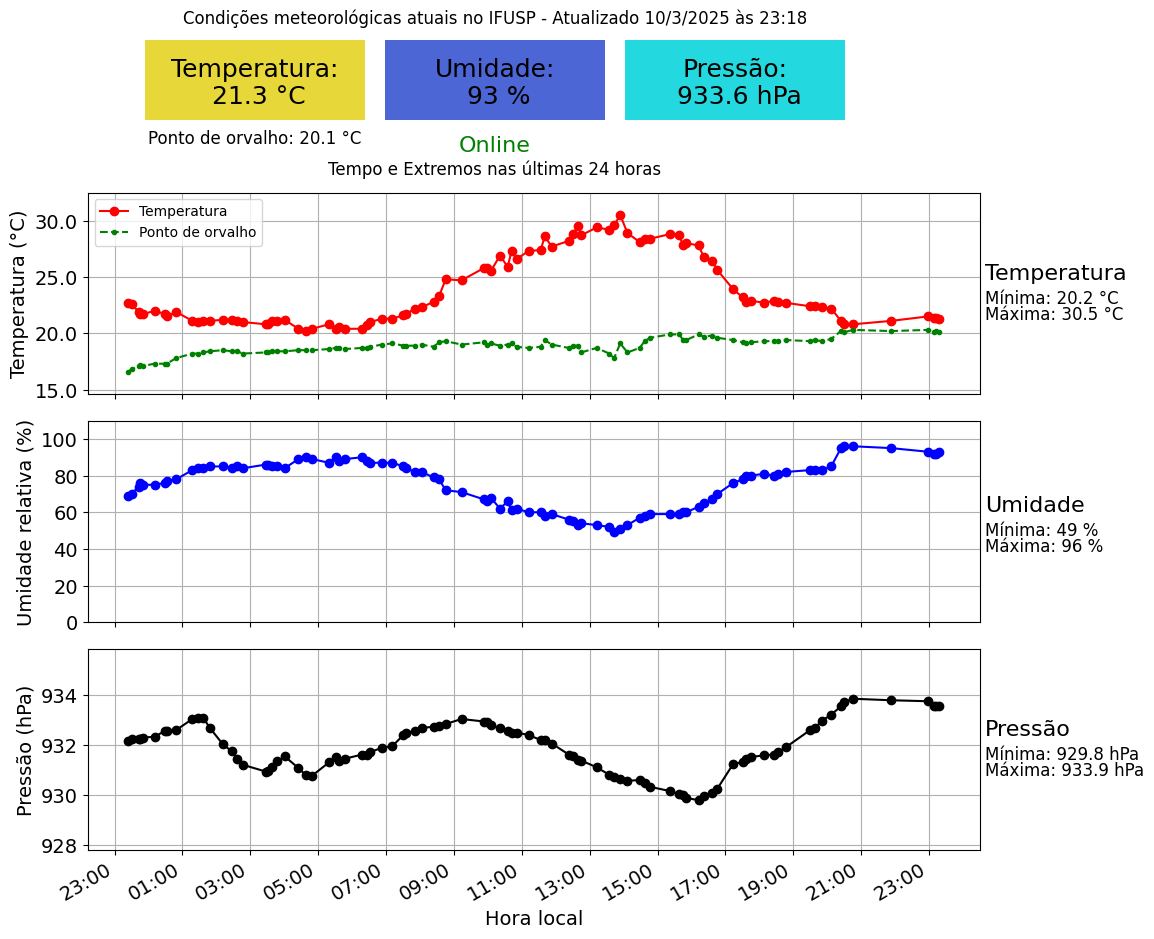 Condições meteorológicas atuais no IFUSP - Atualizado 10/3/2025 às 23:18
Temperatura:
21.3 °C
Umidade:
93 %
Pressão:
933.6 hPa
Ponto de orvalho: 20.1 °C
Online
Tempo e Extremos nas últimas 24 horas
Temperatura (°C)
30.0
25.0
20.0
15.0
Temperatura
Ponto de orvalho
Temperatura
Mínima: 20.2 °C
Máxima: 30.5 °C
Umidade relativa (%)
100
80
60
40
20
0
Umidade
Mínima: 49 %
Máxima: 96 %
Pressão (hPa)
934
932
930
928
Pressão
Mínima: 929.8 hPa
Máxima: 933.9 hPa
23:00 01:00 03:00 05:00 07:00 09:00 11:00 13:00 15:00 17:00 19:00 21:00 23:00
Hora local